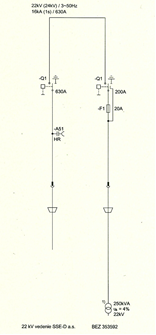 22kV (24kV) / 3~50Hz
16kA (1s) / 630A
-Q1
-Q1
630A
200A
-F1
20A
-A51
HR
250kVA
uk = 4%
22kV
22 kV vedenie SSE-D a.s.
BEZ 353592